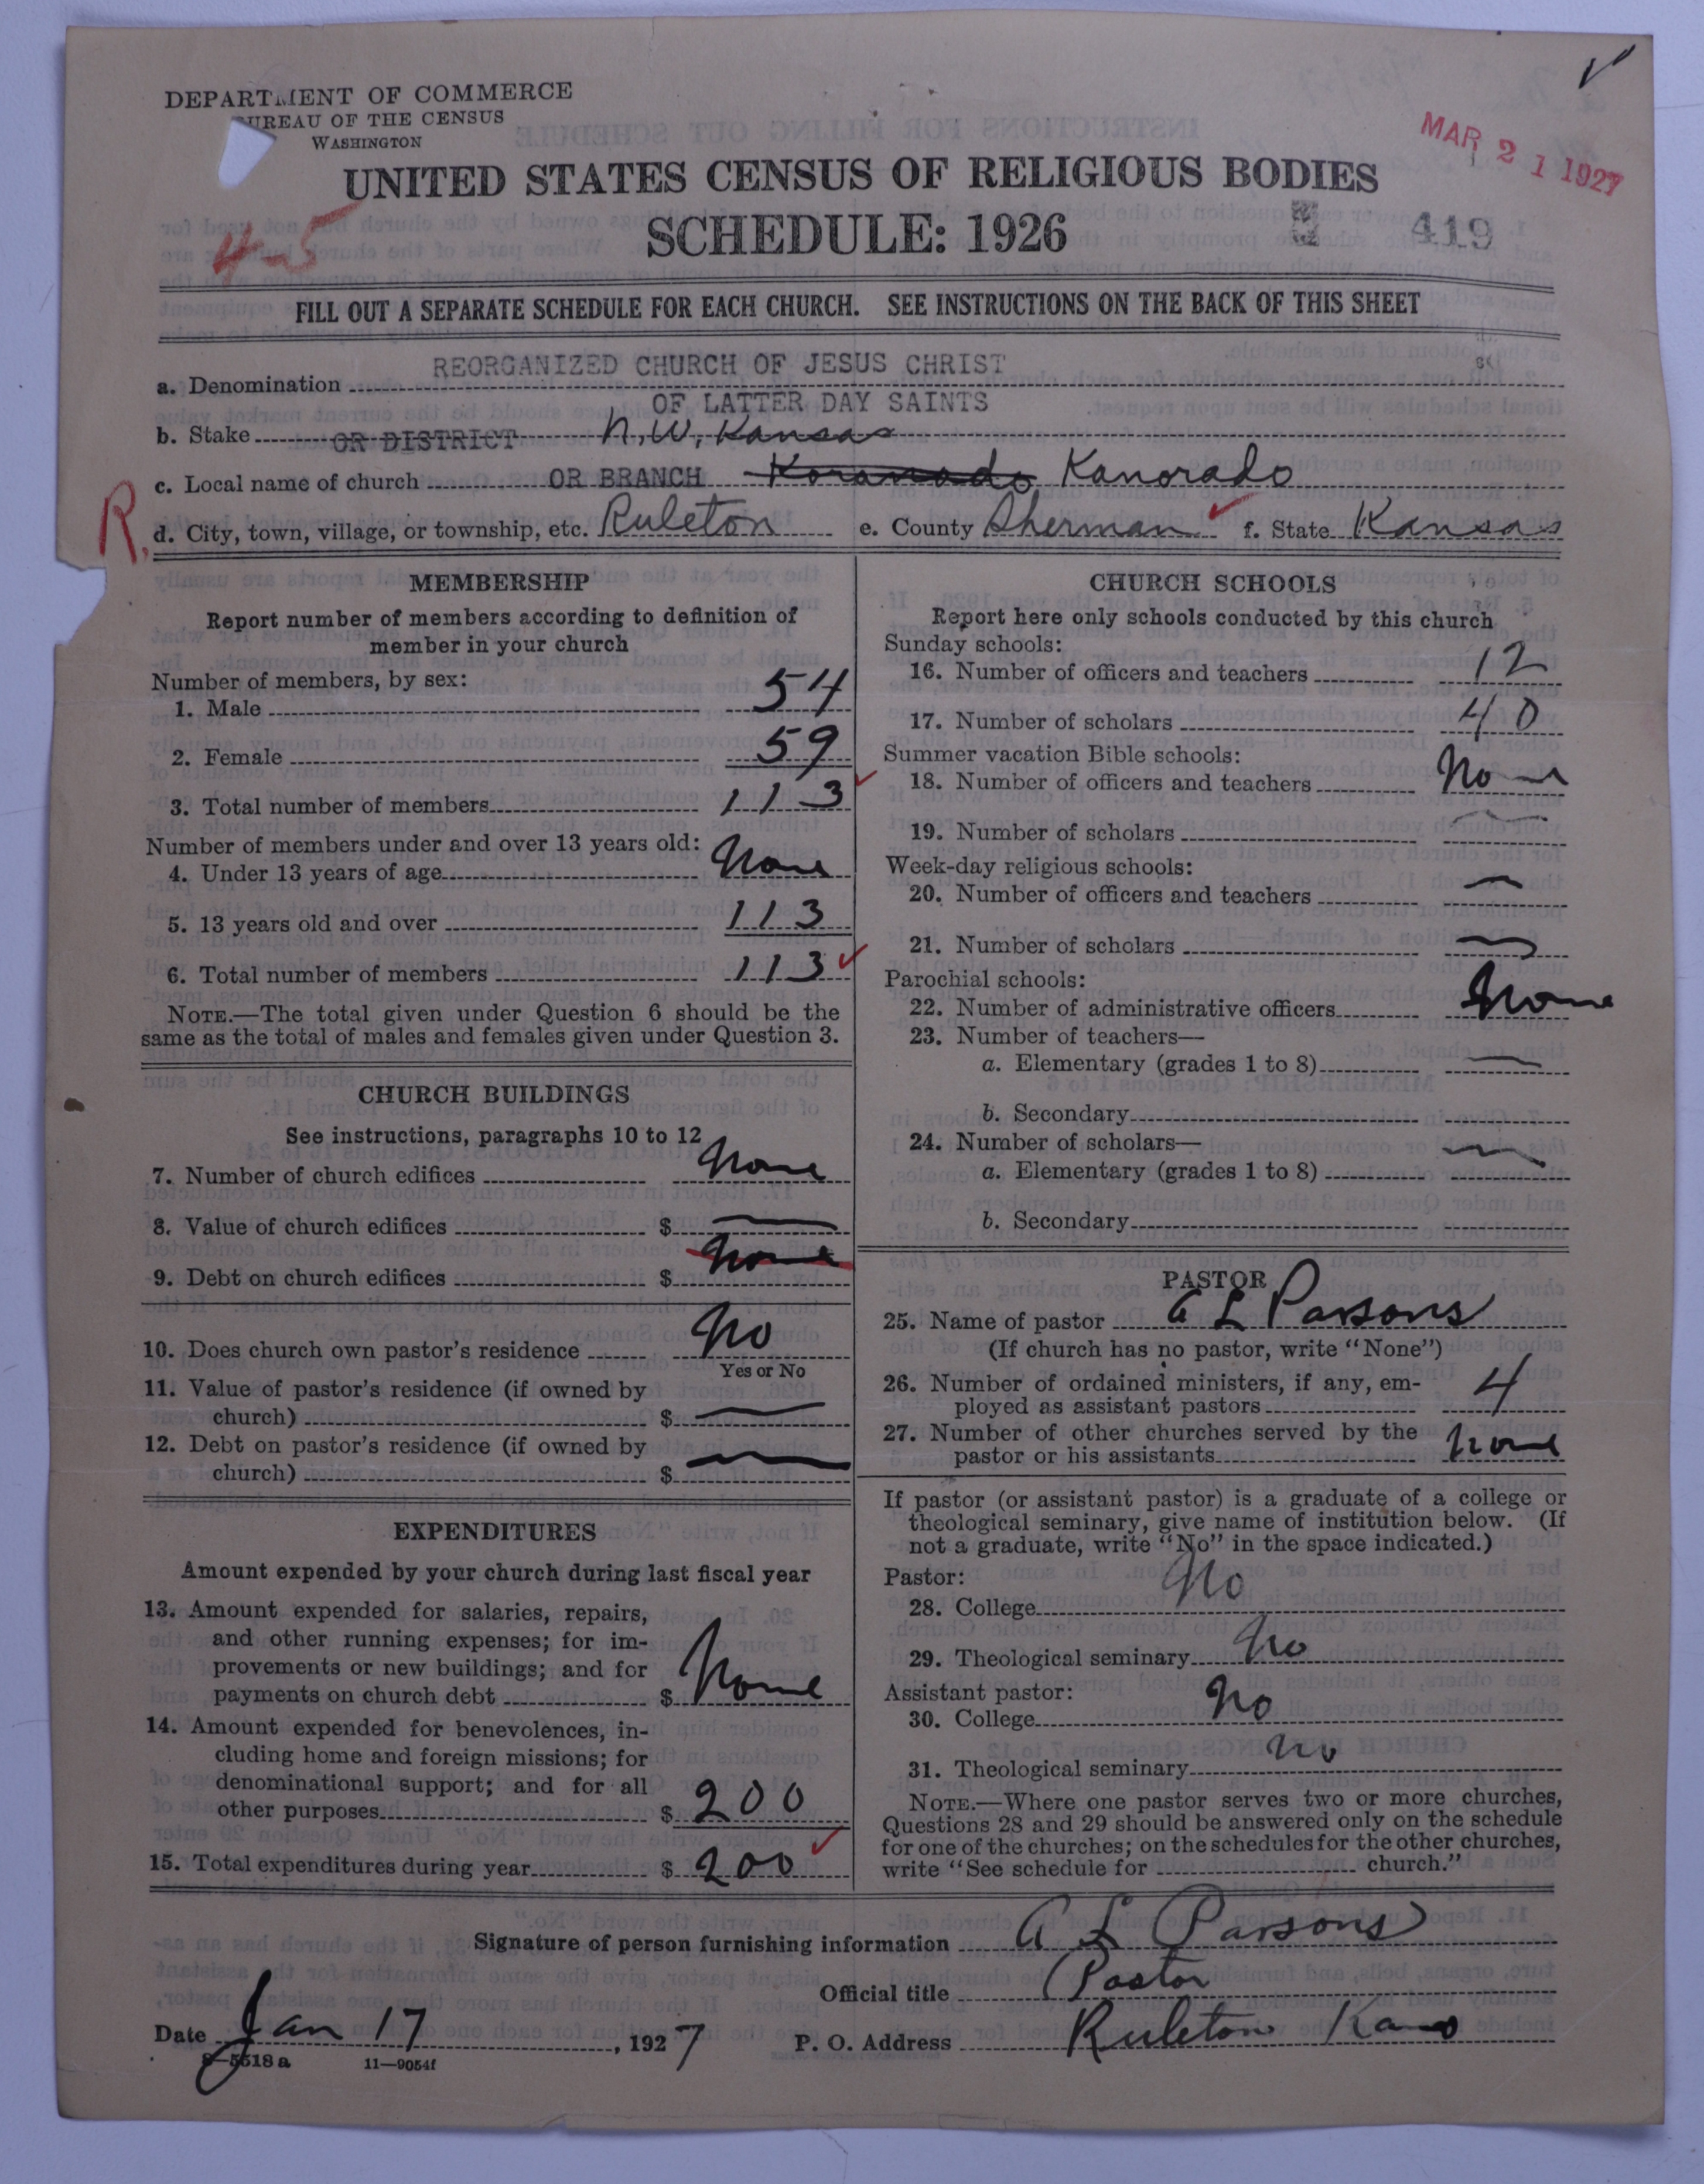 DEPARTMENT OF COMMERCE
BUREAU OF THE CENSUS
WASHINGTON
MAR 21 1927
UNITED STATES CENSUS OF RELIGIOUS BODIES
SCHEDULE: 1926
4-5
419
FILL OUT A SEPARATE SCHEDULE FOR EACH CHURCH. SEE INSTRUCTIONS ON THE BACK OF THIS SHEET
REORGANIZED CHURCH OF JESUS CHRIST
a. Denomination
OF LATTER DAY SAINTS
b. Stake OR DISTRICT N.W. Kansas
c. Local name of church OR BRANCH Koranado Kanorado
R. d. City, town, village, or township, etc. Ruleton e. County Sherman f. State Kansas
MEMBERSHIP
Report number of members according to definition of
member in your church
Number of members, by sex:
1. Male 54
2. Female 59
3. Total number of members 113
Number of members under and over 13 years old:
4. Under 13 years of age None
5. 13 years old and over 113
6. Total number of members 113
NOTE.—The total given under Question 6 should be the
same as the total of males and females given under Question 3.
CHURCH BUILDINGS
See instructions, paragraphs 10 to 12
7. Number of church edifices None
8. Value of church edifices $
9. Debt on church edifices $ None
10. Does church own pastor's residence No
Yes or No
11. Value of pastor's residence (if owned by
church) $
12. Debt on pastor's residence (if owned by
church) $
EXPENDITURES
Amount expended by your church during last fiscal year
13. Amount expended for salaries, repairs,
and other running expenses; for im-
provements or new buildings; and for
payments on church debt $ None
14. Amount expended for benevolences, in-
cluding home and foreign missions; for
denominational support; and for all
other purposes $ 200
15. Total expenditures during year $ 200
CHURCH SCHOOLS
Report here only schools conducted by this church
Sunday schools:
16. Number of officers and teachers 12
17. Number of scholars 40
Summer vacation Bible schools:
18. Number of officers and teachers None
19. Number of scholars
Week-day religious schools:
20. Number of officers and teachers
21. Number of scholars
Parochial schools:
22. Number of administrative officers None
23. Number of teachers—
a. Elementary (grades 1 to 8)
b. Secondary
24. Number of scholars—
a. Elementary (grades 1 to 8)
b. Secondary
PASTOR
25. Name of pastor A L Parsons
(If church has no pastor, write "None")
26. Number of ordained ministers, if any, em-
ployed as assistant pastors 4
27. Number of other churches served by the
pastor or his assistants None
If pastor (or assistant pastor) is a graduate of a college or
theological seminary, give name of institution below. (If
not a graduate, write "No" in the space indicated.)
Pastor:
28. College No
29. Theological seminary No
Assistant pastor:
30. College No
31. Theological seminary No
NOTE.—Where one pastor serves two or more churches,
Questions 28 and 29 should be answered only on the schedule
for one of the churches; on the schedules for the other churches,
write "See schedule for church."
Signature of person furnishing information A L Parsons
Official title Pastor
Date Jan 17, 1927 P. O. Address Ruleton Kans
8—5518a 11—9054f